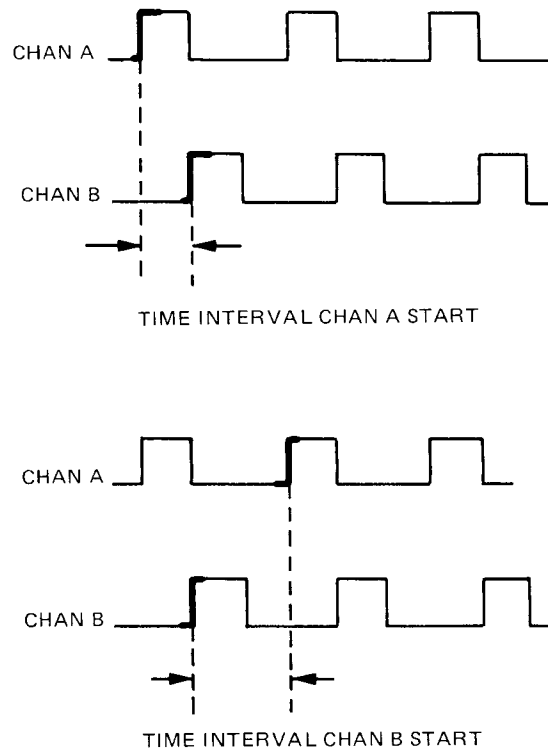 CHAN A
CHAN B
TIME INTERVAL CHAN A START
CHAN A
CHAN B
TIME INTERVAL CHAN B START